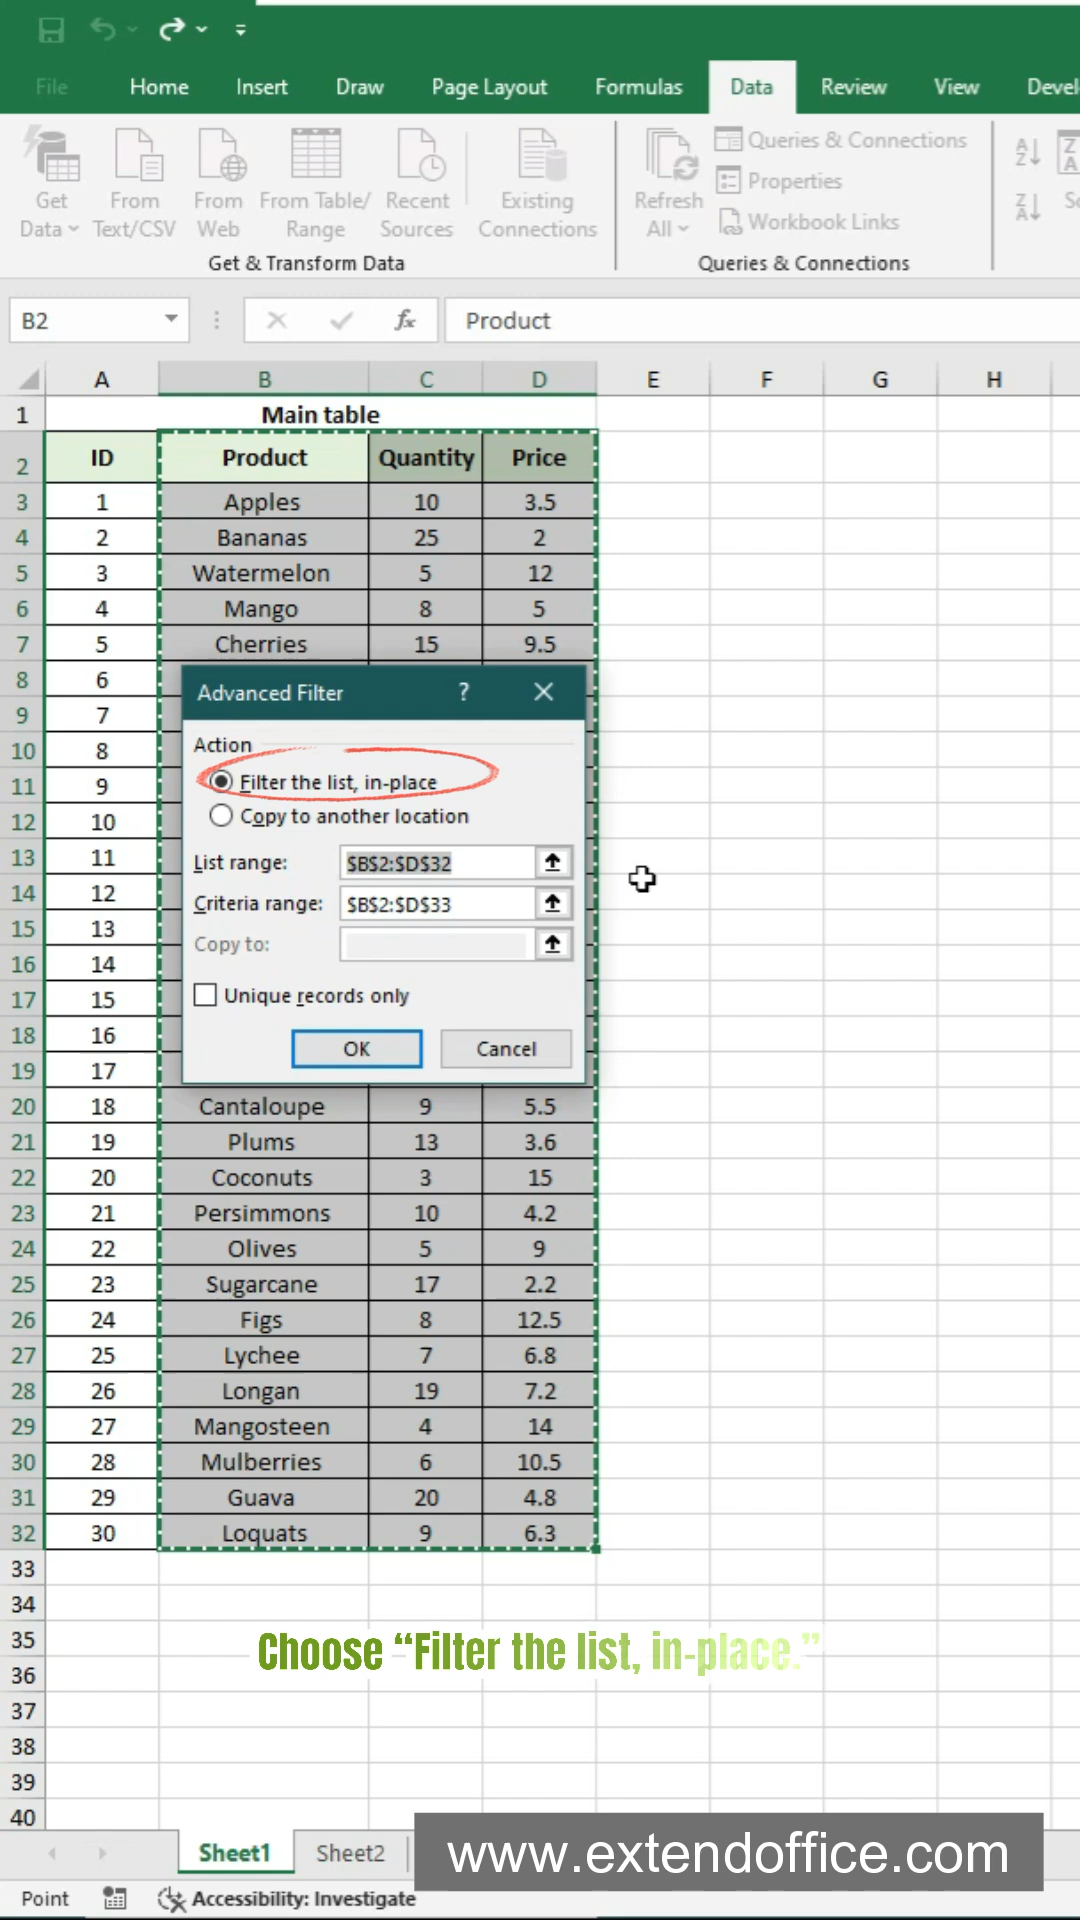 File Home Insert Draw Page Layout Formulas Data Review View Devel
Get Data
From Text/CSV
From Web
From Table/ Range
Recent Sources
Existing Connections
Refresh All
Queries & Connections
Properties
Workbook Links
Get & Transform Data
Queries & Connections
B2 fx Product
A B C D E F G H
1 Main table
2 ID Product Quantity Price
3 1 Apples 10 3.5
4 2 Bananas 25 2
5 3 Watermelon 5 12
6 4 Mango 8 5
7 5 Cherries 15 9.5
8 6
9 7
10 8
11 9
12 10
13 11
14 12
15 13
16 14
17 15
18 16
19 17
Advanced Filter ?
Action
Filter the list, in-place
Copy to another location
List range: $B$2:$D$32
Criteria range: $B$2:$D$33
Copy to:
Unique records only
OK Cancel
20 18 Cantaloupe 9 5.5
21 19 Plums 13 3.6
22 20 Coconuts 3 15
23 21 Persimmons 10 4.2
24 22 Olives 5 9
25 23 Sugarcane 17 2.2
26 24 Figs 8 12.5
27 25 Lychee 7 6.8
28 26 Longan 19 7.2
29 27 Mangosteen 4 14
30 28 Mulberries 6 10.5
31 29 Guava 20 4.8
32 30 Loquats 9 6.3
33
34
35
36
37
38
39
40
Choose “Filter the list, in-place.”
Sheet1 Sheet2
www.extendoffice.com
Point Accessibility: Investigate